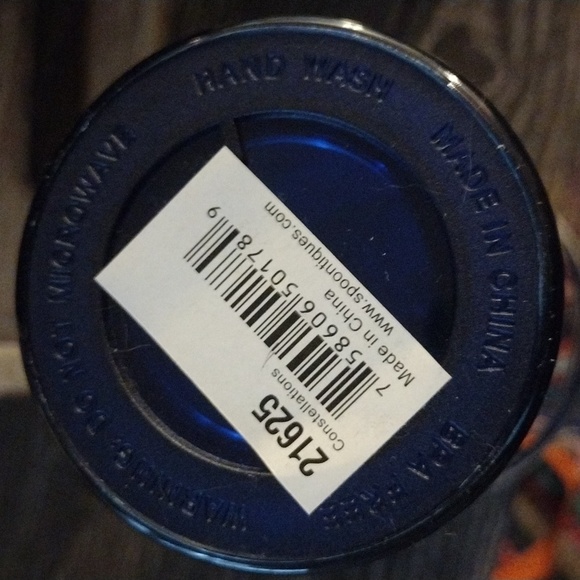 HAND WASH
MADE IN CHINA
BPA FREE
WARNING: DO NOT MICROWAVE
21625
Constellations
7 58606 50178 9
Made in China
www.spoontiques.com